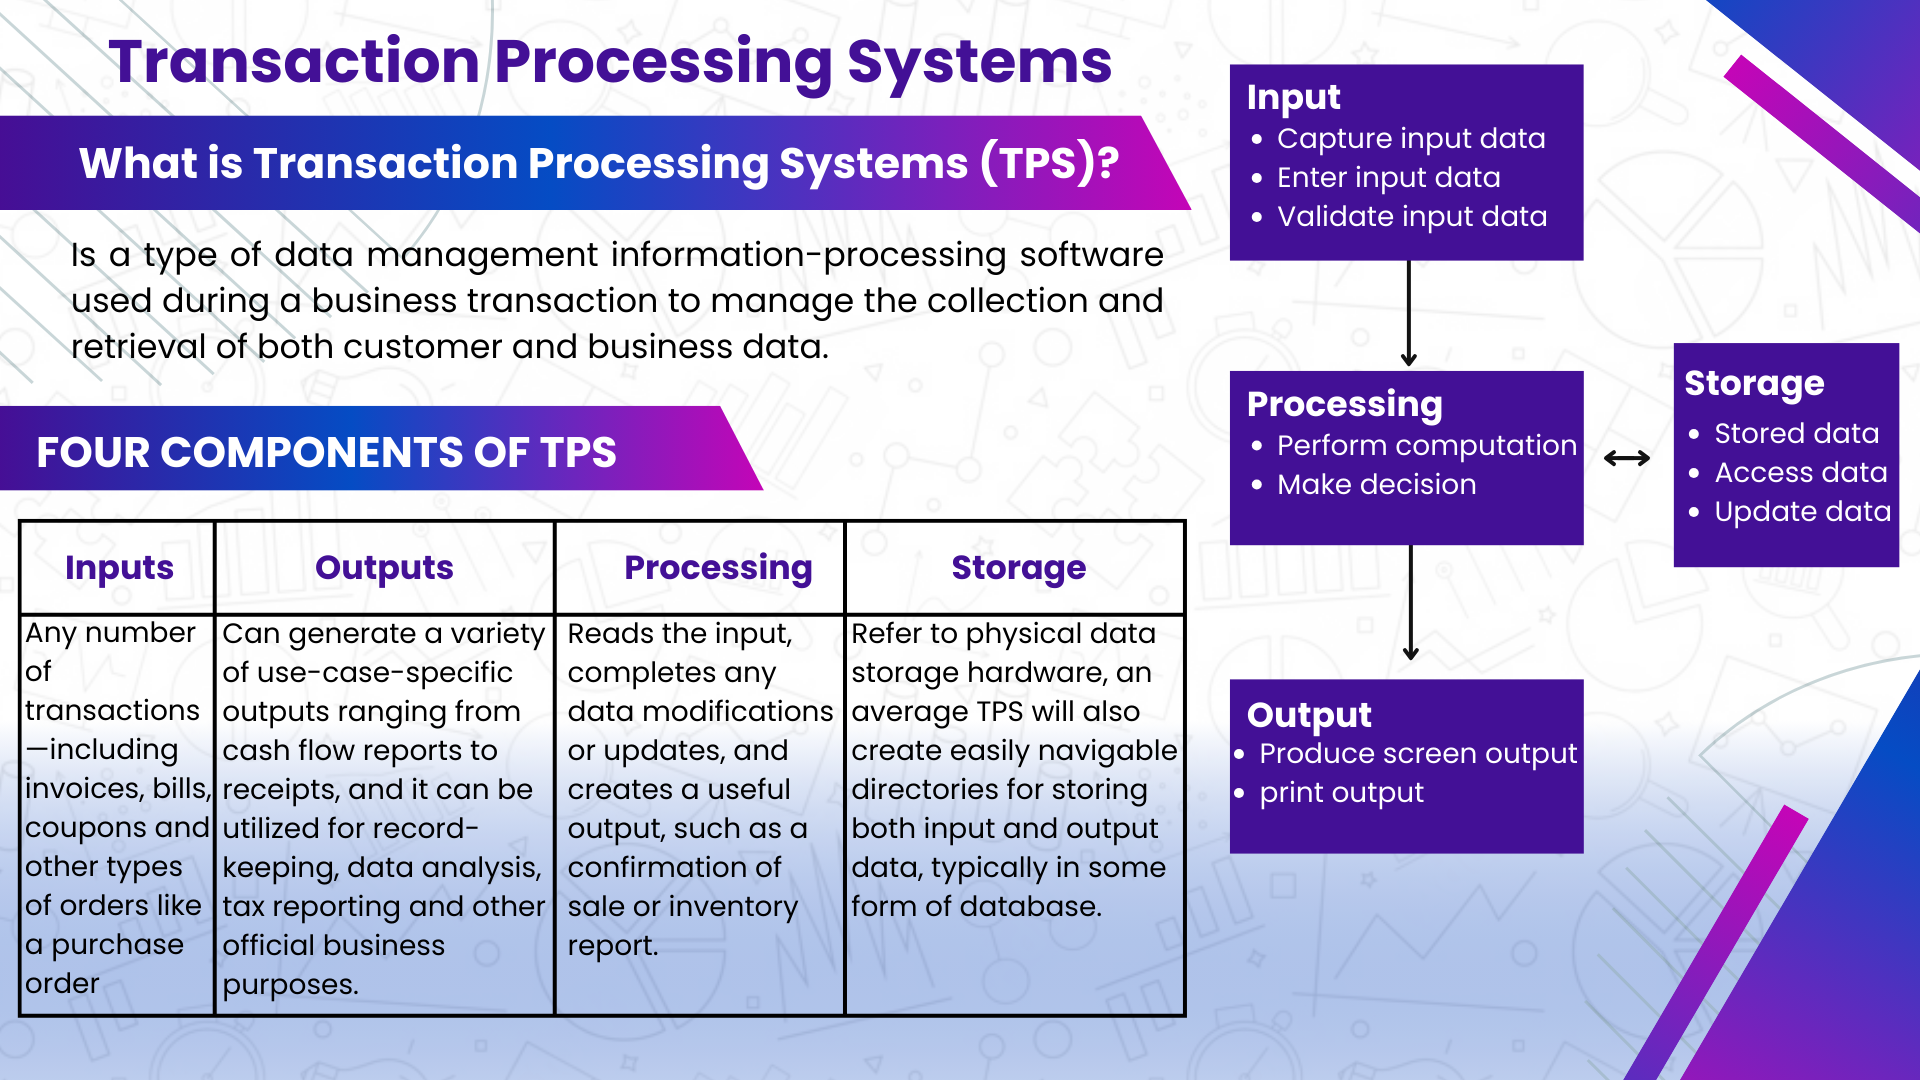 Transaction Processing Systems
What is Transaction Processing Systems (TPS)?
Is a type of data management information-processing software
used during a business transaction to manage the collection and
retrieval of both customer and business data.
FOUR COMPONENTS OF TPS
Inputs
Any number
of
transactions
—including
invoices, bills,
coupons and
other types
of orders like
a purchase
order
Outputs
Can generate a variety
of use-case-specific
outputs ranging from
cash flow reports to
receipts, and it can be
utilized for record-
keeping, data analysis,
tax reporting and other
official business
purposes.
Processing
Reads the input,
completes any
data modifications
or updates, and
creates a useful
output, such as a
confirmation of
sale or inventory
report.
Storage
Refer to physical data
storage hardware, an
average TPS will also
create easily navigable
directories for storing
both input and output
data, typically in some
form of database.
Input
• Capture input data
• Enter input data
• Validate input data
Processing
• Perform computation
• Make decision
Storage
• Stored data
• Access data
• Update data
Output
• Produce screen output
• print output